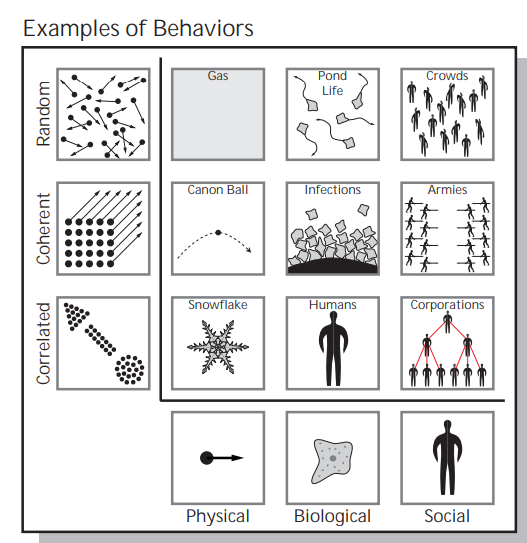 Examples of Behaviors
Random
Gas
Pond
Life
Crowds
Coherent
Canon Ball
Infections
Armies
Correlated
Snowflake
Humans
Corporations
Physical
Biological
Social